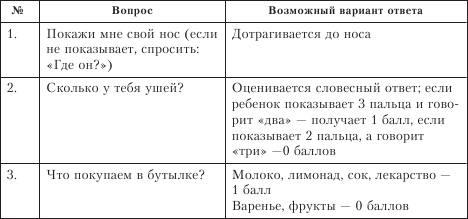 № Вопрос Возможный вариант ответа
1. Покажи мне свой нос (если Дотрагивается до носа
не показывает, спросить:
«Где он?»)
2. Сколько у тебя ушей? Оценивается словесный ответ; если
ребенок показывает 3 пальца и гово-
рит «два» — получает 1 балл, если
показывает 2 пальца, а говорит
«три» —0 баллов
3. Что покупаем в бутылке? Молоко, лимонад, сок, лекарство —
1 балл
Варенье, фрукты — 0 баллов